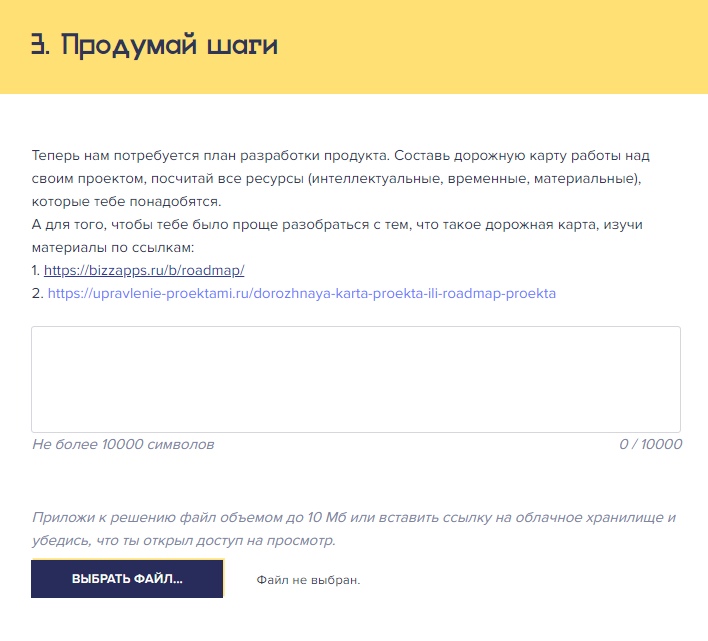 3. Продумай шаги
Теперь нам потребуется план разработки продукта. Составь дорожную карту работы над
своим проектом, посчитай все ресурсы (интеллектуальные, временные, материальные),
которые тебе понадобятся.
А для того, чтобы тебе было проще разобраться с тем, что такое дорожная карта, изучи
материалы по ссылкам:
1. https://bizzapps.ru/b/roadmap/
2. https://upravlenie-proektami.ru/dorozhnaya-karta-proekta-ili-roadmap-proekta
Не более 10000 символов 0 / 10000
Приложи к решению файл объемом до 10 Мб или вставить ссылку на облачное хранилище и
убедись, что ты открыл доступ на просмотр.
ВЫБРАТЬ ФАЙЛ... Файл не выбран.